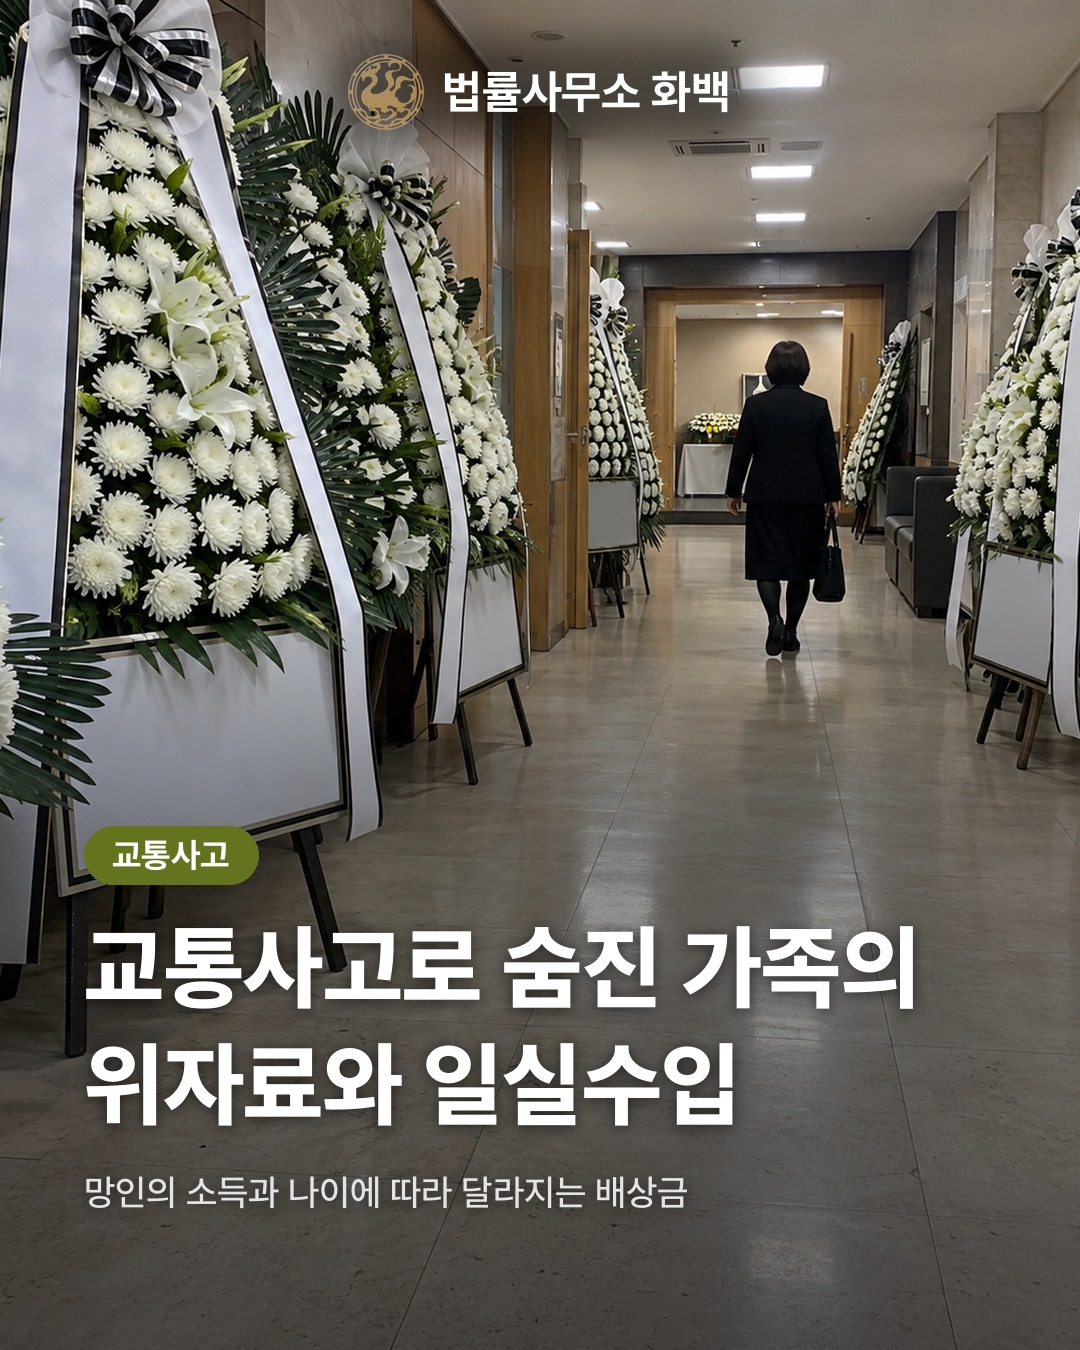 법률사무소 화백
교통사고
교통사고로 숨진 가족의
위자료와 일실수입
망인의 소득과 나이에 따라 달라지는 배상금